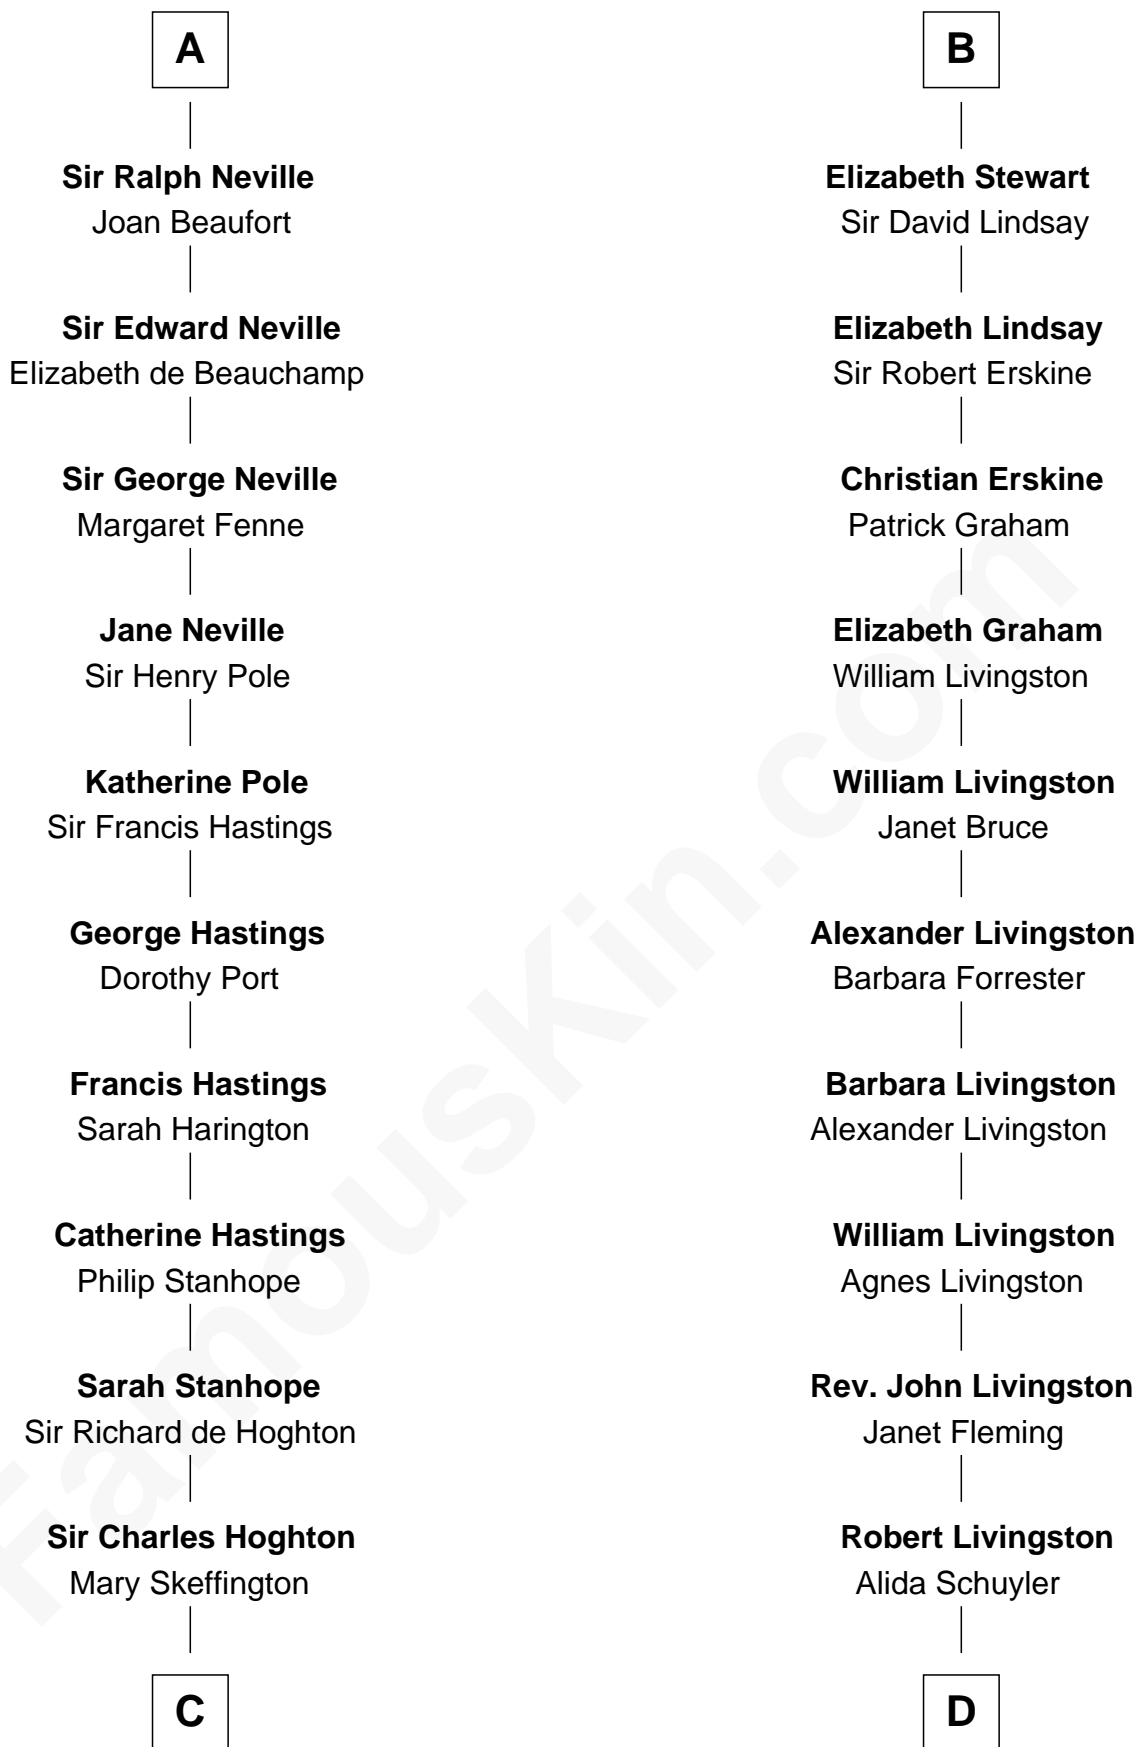 A
Sir Ralph Neville
Joan Beaufort
Sir Edward Neville
Elizabeth de Beauchamp
Sir George Neville
Margaret Fenne
Jane Neville
Sir Henry Pole
Katherine Pole
Sir Francis Hastings
George Hastings
Dorothy Port
Francis Hastings
Sarah Harington
Catherine Hastings
Philip Stanhope
Sarah Stanhope
Sir Richard de Hoghton
Sir Charles Hoghton
Mary Skeffington
C
B
Elizabeth Stewart
Sir David Lindsay
Elizabeth Lindsay
Sir Robert Erskine
Christian Erskine
Patrick Graham
Elizabeth Graham
William Livingston
William Livingston
Janet Bruce
Alexander Livingston
Barbara Forrester
Barbara Livingston
Alexander Livingston
William Livingston
Agnes Livingston
Rev. John Livingston
Janet Fleming
Robert Livingston
Alida Schuyler
D
FamousKin.com